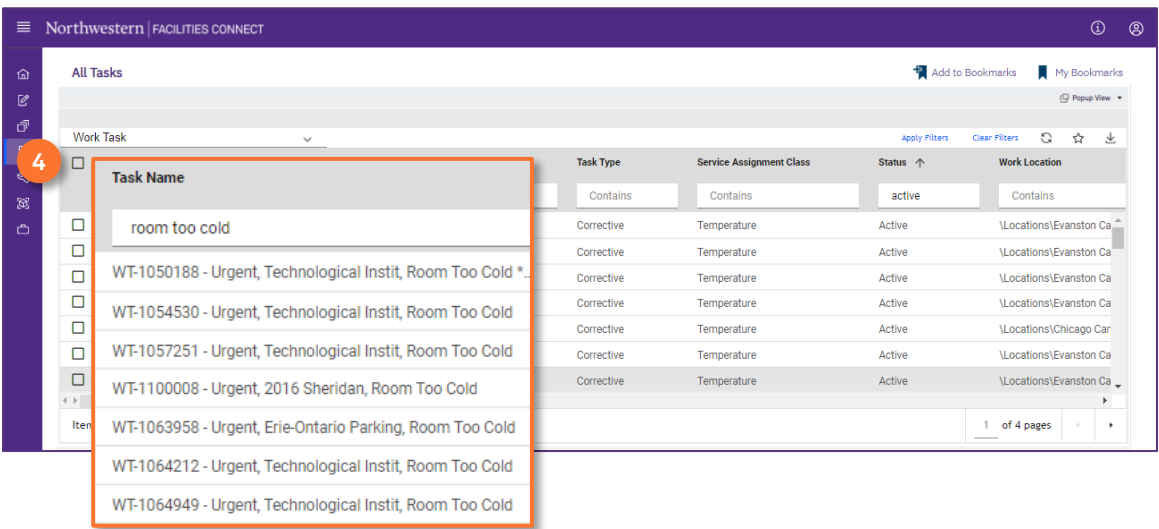 Northwestern | FACILITIES CONNECT
All Tasks
Add to Bookmarks
My Bookmarks
Popup View
Work Task
Apply Filters
Clear Filters
4
Task Name
Task Type
Service Assignment Class
Status
Work Location
room too cold
Contains
Contains
active
Contains
Corrective Temperature Active \Locations\Evanston Ca
Corrective Temperature Active \Locations\Evanston Ca
Corrective Temperature Active \Locations\Evanston Ca
Corrective Temperature Active \Locations\Evanston Ca
Corrective Temperature Active \Locations\Chicago Car
Corrective Temperature Active \Locations\Evanston Ca
Corrective Temperature Active \Locations\Evanston Ca
WT-1050188 - Urgent, Technological Instit, Room Too Cold *..
WT-1054530 - Urgent, Technological Instit, Room Too Cold
WT-1057251 - Urgent, Technological Instit, Room Too Cold
WT-1100008 - Urgent, 2016 Sheridan, Room Too Cold
WT-1063958 - Urgent, Erie-Ontario Parking, Room Too Cold
WT-1064212 - Urgent, Technological Instit, Room Too Cold
WT-1064949 - Urgent, Technological Instit, Room Too Cold
1 of 4 pages